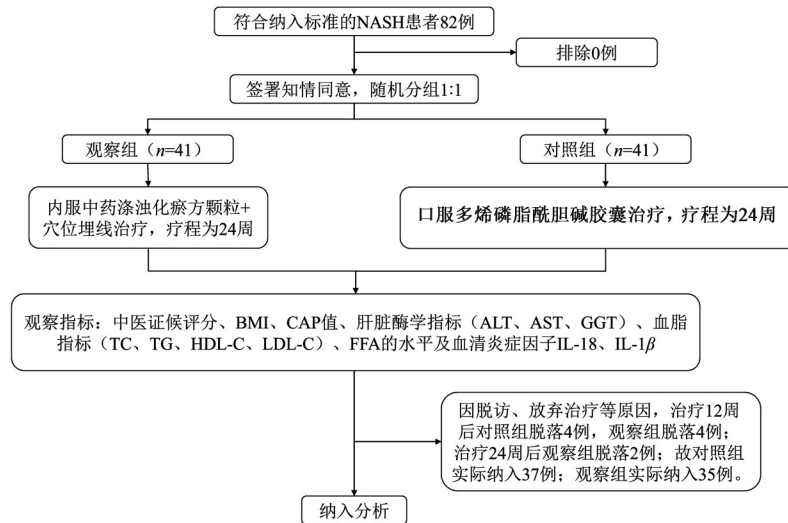 符合纳入标准的NASH患者82例
排除0例
签署知情同意，随机分组1:1
观察组（n=41）
对照组（n=41）
内服中药涤浊化瘀方颗粒+
穴位埋线治疗，疗程为24周
口服多烯磷脂酰胆碱胶囊治疗，疗程为24周
观察指标：中医证候评分、BMI、CAP值、肝脏酶学指标（ALT、AST、GGT）、血脂
指标（TC、TG、HDL-C、LDL-C）、FFA的水平及血清炎症因子IL-18、IL-1β
因脱访、放弃治疗等原因，治疗12周
后对照组脱落4例，观察组脱落4例；
治疗24周后观察组脱落2例；故对照组
实际纳入37例；观察组实际纳入35例。
纳入分析